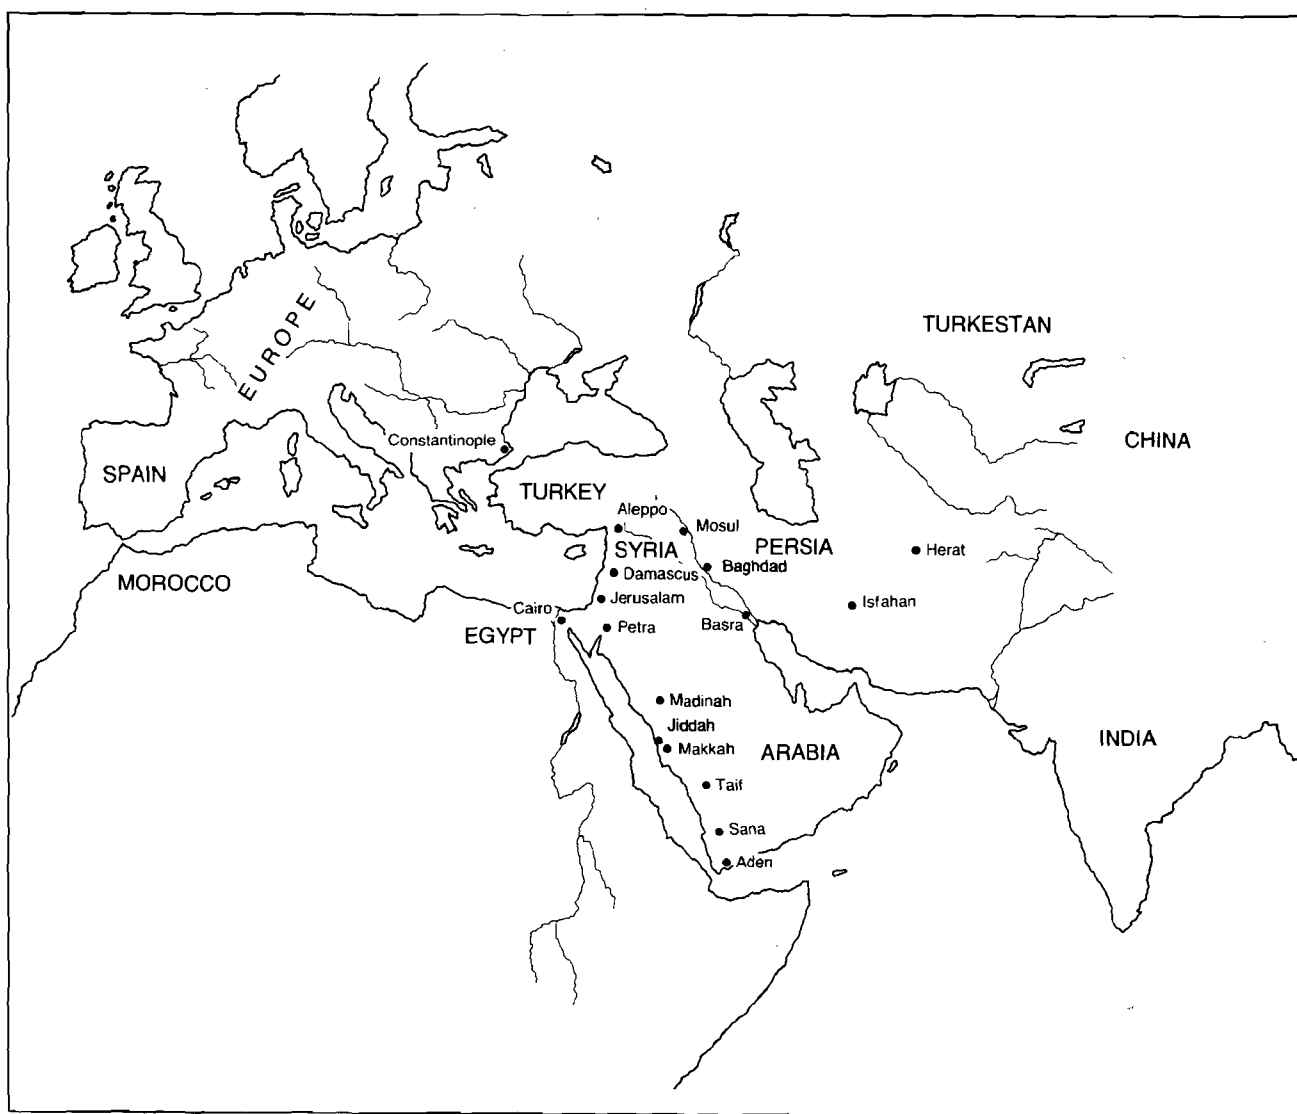 TURKESTAN
EUROPE
CHINA
Constantinople
SPAIN
TURKEY
Aleppo
Mosul
SYRIA
PERSIA
Herat
MOROCCO
Damascus
Baghdad
Jerusalam
Isfahan
Cairo
EGYPT
Petra
Basra
Madinah
Jiddah
Makkah
ARABIA
INDIA
Taif
Sana
Aden